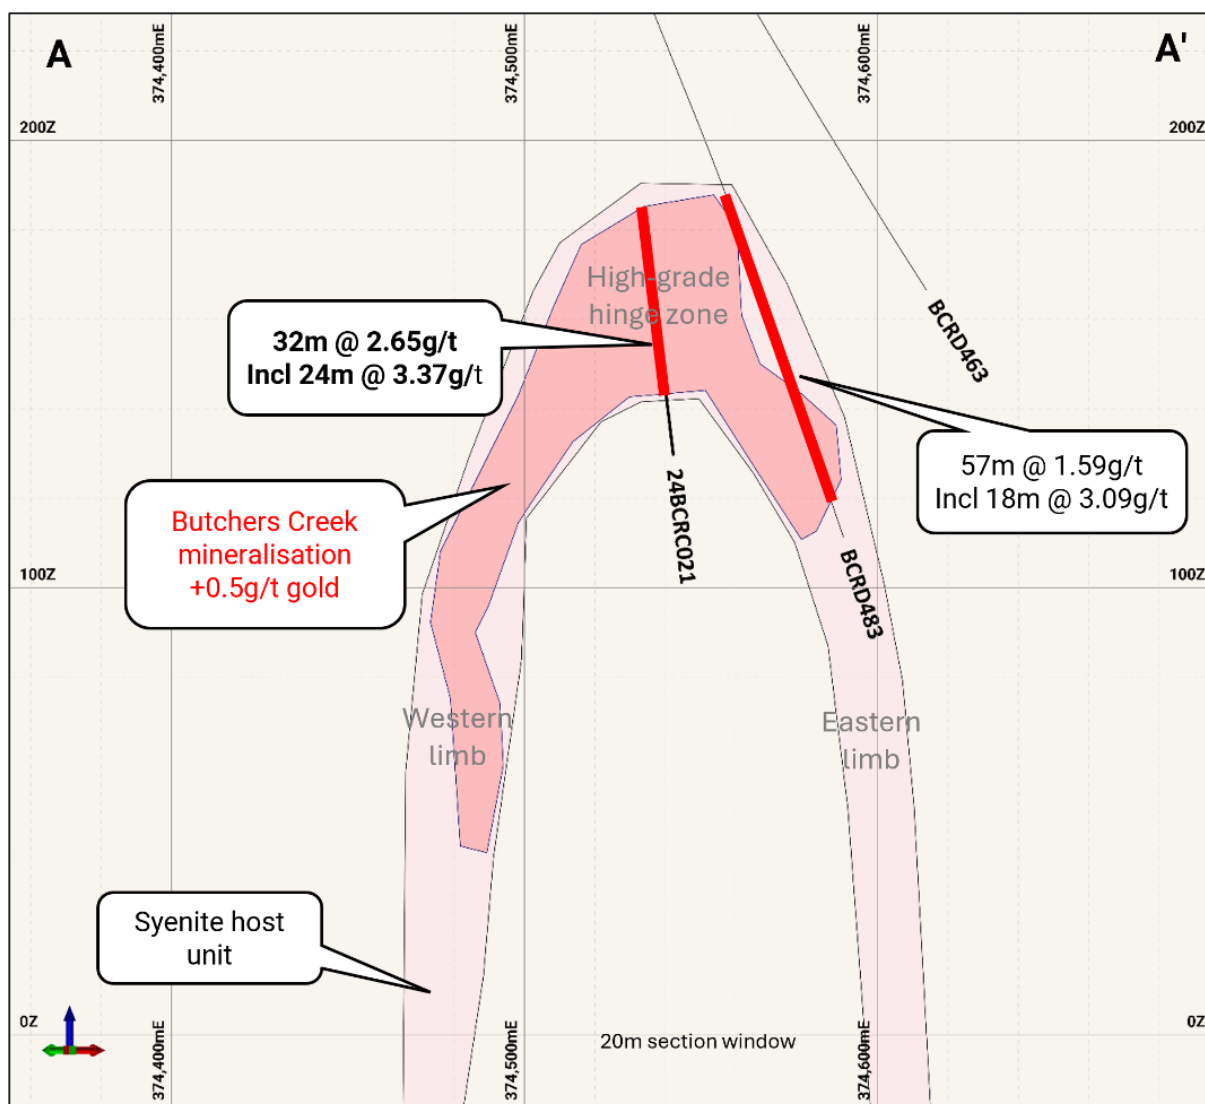 A
A'
374,400mE
374,500mE
374,600mE
200Z
200Z
High-grade
hinge zone
BCRD463
32m @ 2.65g/t
Incl 24m @ 3.37g/t
57m @ 1.59g/t
Incl 18m @ 3.09g/t
24BCRC021
Butchers Creek
mineralisation
+0.5g/t gold
BCRD483
100Z
100Z
Western
limb
Eastern
limb
Syenite host
unit
0Z
0Z
20m section window
374,400mE
374,500mE
374,600mE